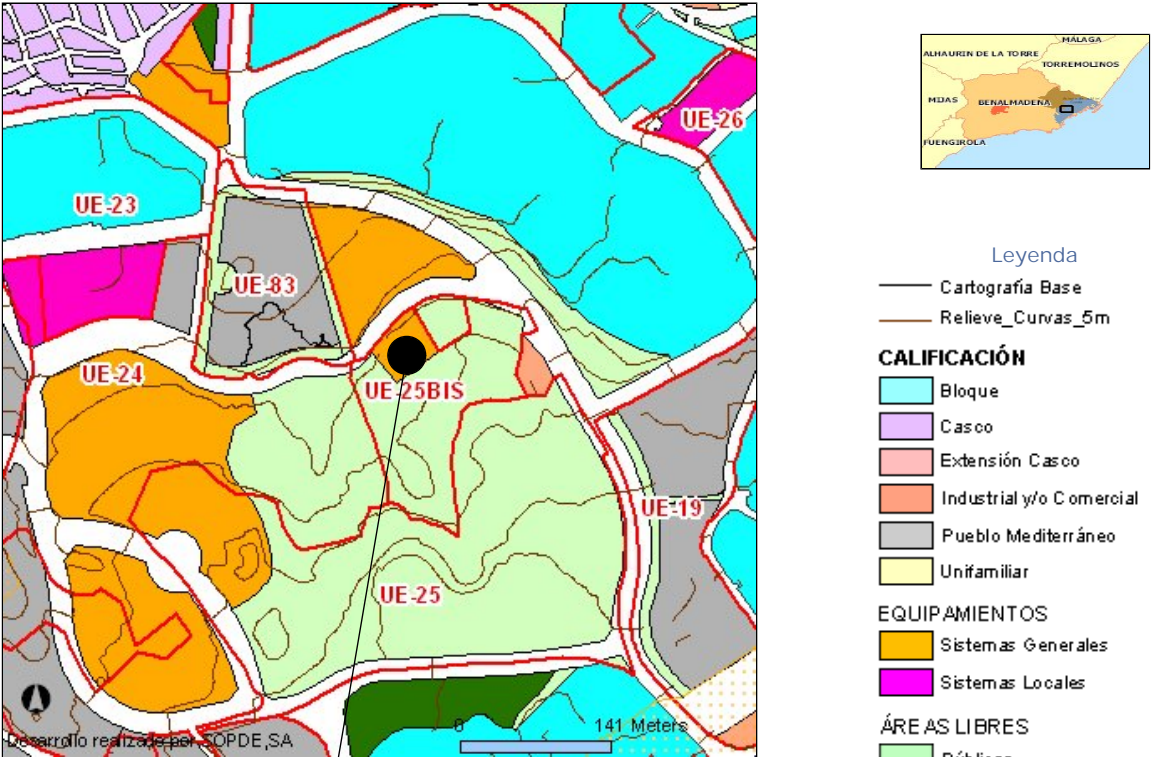 UE-26
UE-23
UE-83
UE-24
UE-25BIS
UE-19
UE-25
0 141 Meters
Desarrollo realizado por SOPDE,SA
MÁLAGA
ALHAURIN DE LA TORRE
TORREMOLINOS
MIJAS
BENALMADENA
FUENGIROLA
Leyenda
Cartografía Base
Relieve_Curvas_5m
CALIFICACIÓN
Bloque
Casco
Extensión Casco
Industrial y/o Comercial
Pueblo Mediterráneo
Unifamiliar
EQUIPAMIENTOS
Sistemas Generales
Sistemas Locales
ÁREAS LIBRES